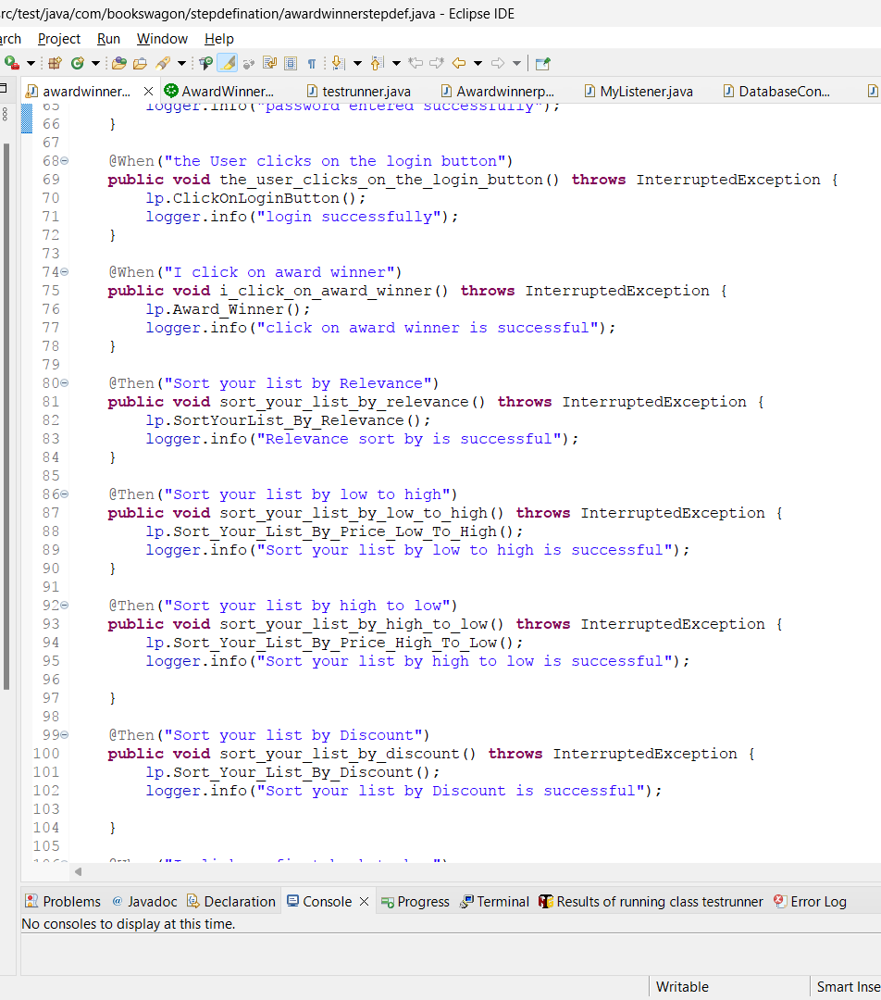 rc/test/java/com/bookswagon/stepdefination/awardwinnerstepdef.java - Eclipse IDE
arch Project Run Window Help
awardwinner... AwardWinner... testrunner.java Awardwinnerp... MyListener.java DatabaseCon...
65 logger.info("password entered successfully");
66 }
67
68 @When("the User clicks on the login button")
69 public void the_user_clicks_on_the_login_button() throws InterruptedException {
70 lp.ClickOnLoginButton();
71 logger.info("login successfully");
72 }
73
74 @When("I click on award winner")
75 public void i_click_on_award_winner() throws InterruptedException {
76 lp.Award_Winner();
77 logger.info("click on award winner is successful");
78 }
79
80 @Then("Sort your list by Relevance")
81 public void sort_your_list_by_relevance() throws InterruptedException {
82 lp.SortYourList_By_Relevance();
83 logger.info("Relevance sort by is successful");
84 }
85
86 @Then("Sort your list by low to high")
87 public void sort_your_list_by_low_to_high() throws InterruptedException {
88 lp.Sort_Your_List_By_Price_Low_To_High();
89 logger.info("Sort your list by low to high is successful");
90 }
91
92 @Then("Sort your list by high to low")
93 public void sort_your_list_by_high_to_low() throws InterruptedException {
94 lp.Sort_Your_List_By_Price_High_To_Low();
95 logger.info("Sort your list by high to low is successful");
96
97 }
98
99 @Then("Sort your list by Discount")
100 public void sort_your_list_by_discount() throws InterruptedException {
101 lp.Sort_Your_List_By_Discount();
102 logger.info("Sort your list by Discount is successful");
103
104 }
105
Problems Javadoc Declaration Console Progress Terminal Results of running class testrunner Error Log
No consoles to display at this time.
Writable Smart Inse